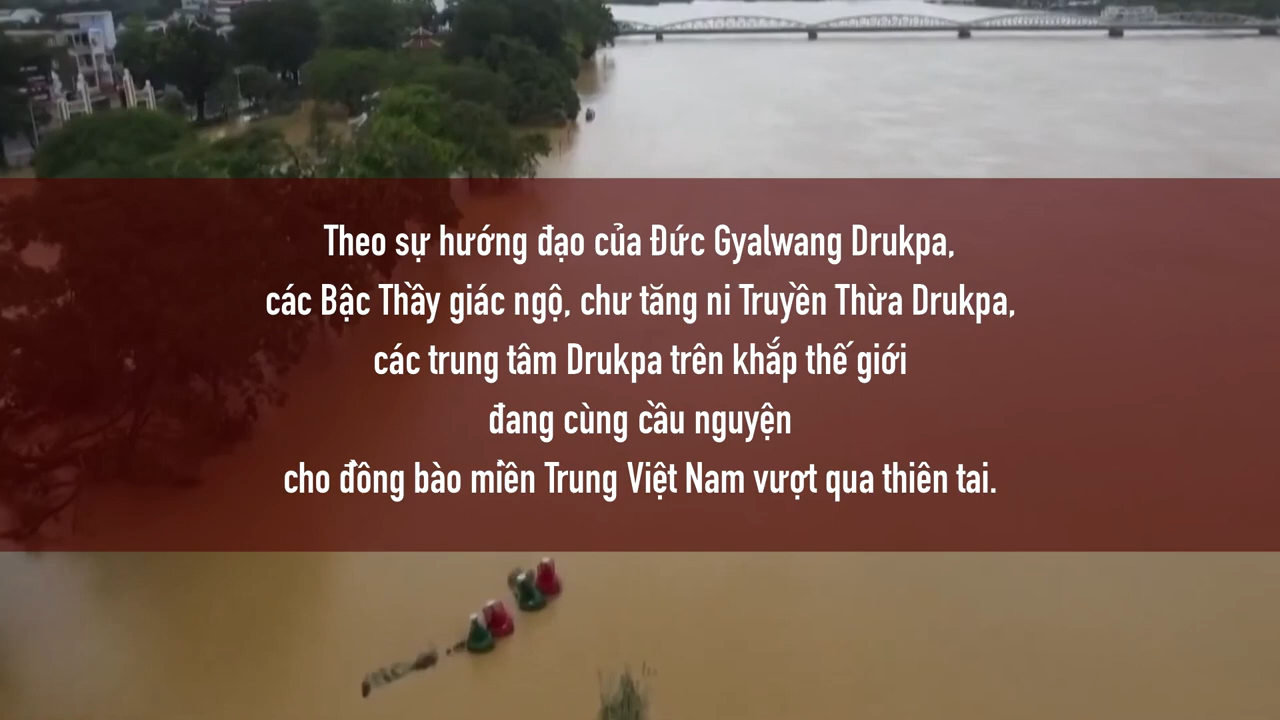 Theo sự hướng đạo của Đức Gyalwang Drukpa,
các Bậc Thầy giác ngộ, chư tăng ni Truyền Thừa Drukpa,
các trung tâm Drukpa trên khắp thế giới
đang cùng cầu nguyện
cho đồng bào miền Trung Việt Nam vượt qua thiên tai.